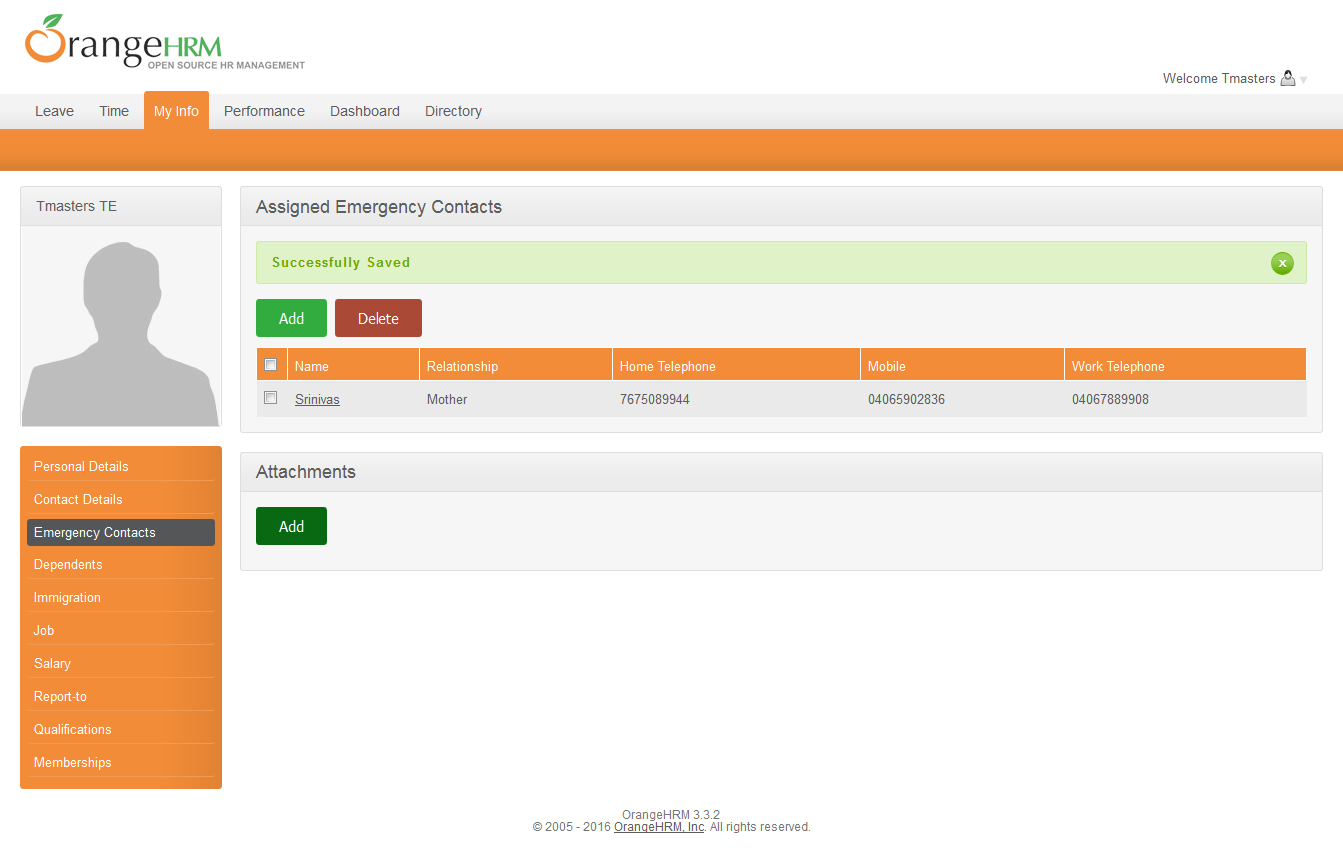 OrangeHRM
OPEN SOURCE HR MANAGEMENT
Welcome Tmasters
Leave Time My Info Performance Dashboard Directory
Tmasters TE
Assigned Emergency Contacts
Successfully Saved x
Add Delete
Name Relationship Home Telephone Mobile Work Telephone
Srinivas Mother 7675089944 04065902836 04067889908
Personal Details
Contact Details
Emergency Contacts
Dependents
Immigration
Job
Salary
Report-to
Qualifications
Memberships
Attachments
Add
OrangeHRM 3.3.2
© 2005 - 2016 OrangeHRM, Inc. All rights reserved.